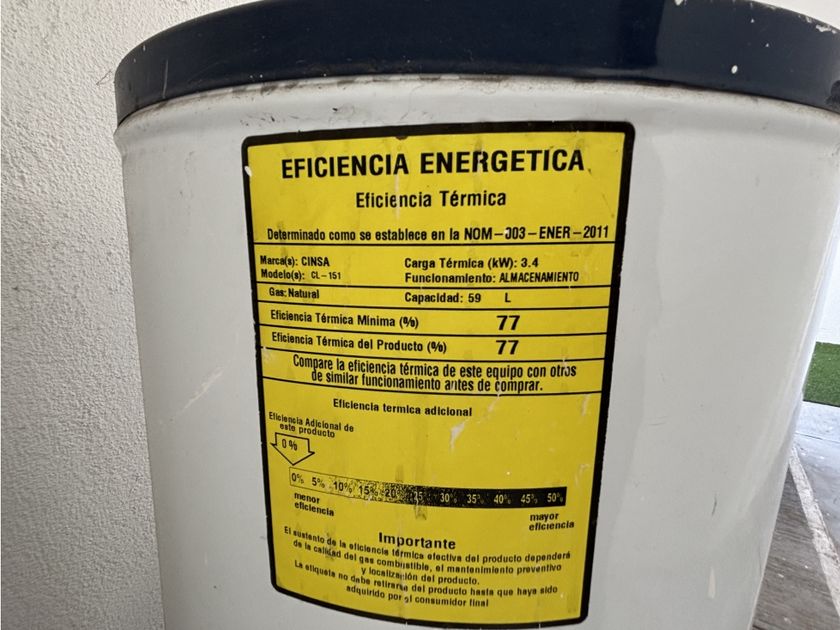 EFICIENCIA ENERGETICA
Eficiencia Térmica
Determinado como se establece en la NOM-003-ENER-2011
Marca(s): CINSA Carga Térmica (kW): 3.4
Modelo(s): CL-151 Funcionamiento: ALMACENAMIENTO
Gas: Natural Capacidad: 59 L
Eficiencia Térmica Mínima (%) 77
Eficiencia Térmica del Producto (%) 77
Compare la eficiencia térmica de este equipo con otros
de similar funcionamiento antes de comprar.
Eficiencia termica adicional
Eficiencia Adicional de
este producto
0%
0% 5% 10% 15% 20% 25 30% 35% 40% 45% 50%
menor
eficiencia
mayor
eficiencia
Importante
El sustento de la eficiencia térmica efectiva del producto dependerá
de la calidad del gas combustible, el mantenimiento preventivo
y localización del producto.
La etiqueta no debe retirarse del producto hasta que haya sido
adquirido por el consumidor final